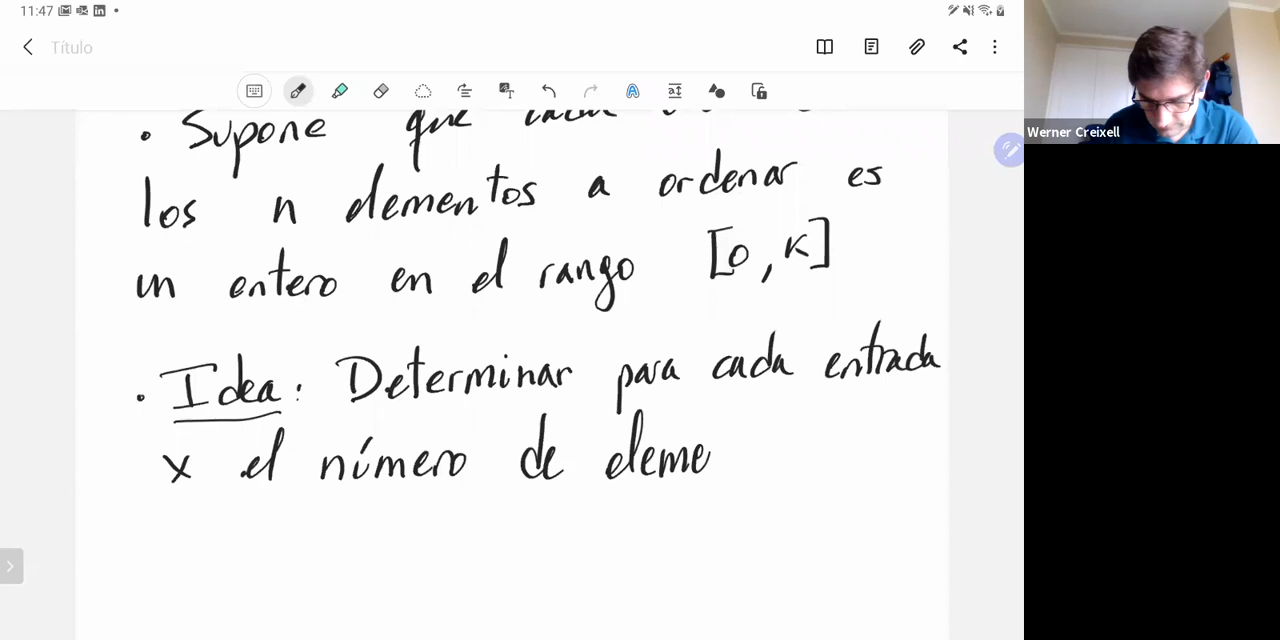 11:47
Título
Werner Creixell
• Supone que
los n elementos a ordenar es
un entero en el rango [0, K]
• Idea: Determinar para cada entrada
x el número de eleme